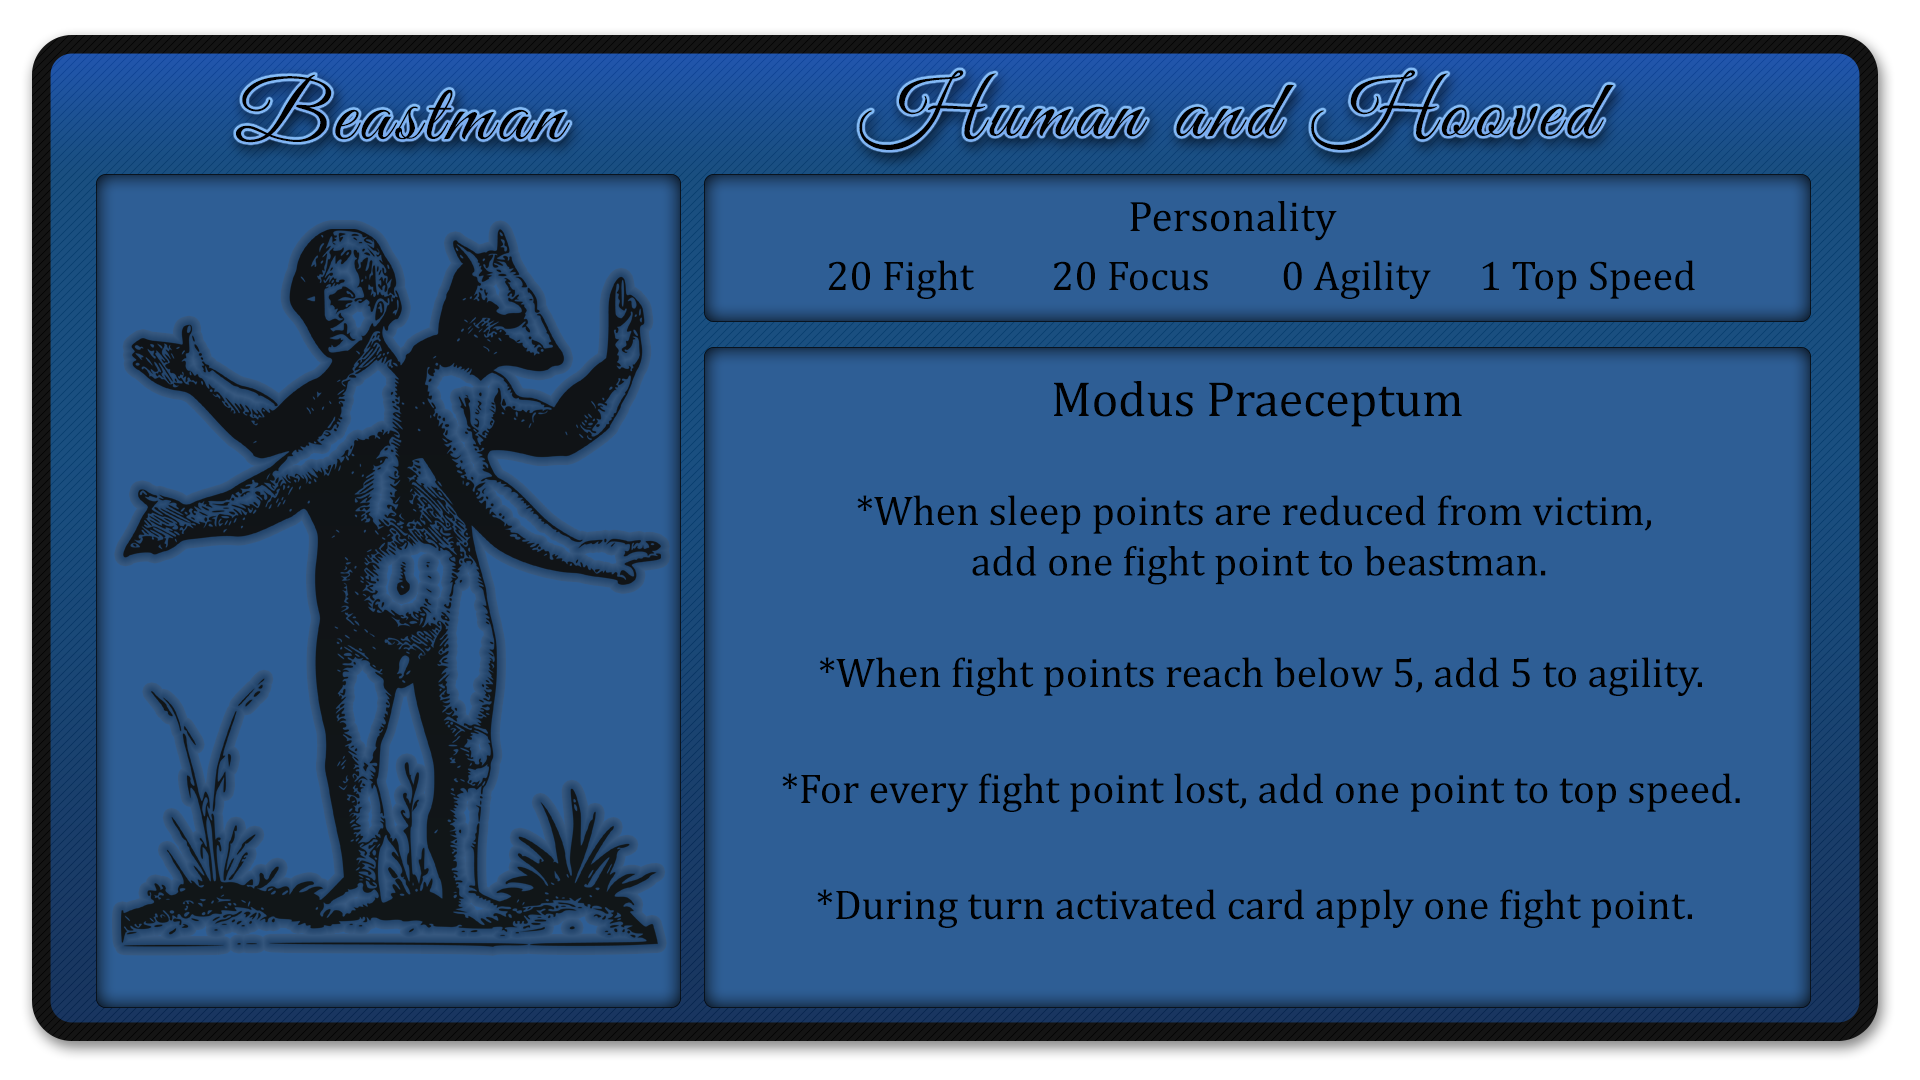 Beastman
Human and Hooved
Personality
20 Fight 20 Focus 0 Agility 1 Top Speed
Modus Praeceptum
*When sleep points are reduced from victim,
add one fight point to beastman.
*When fight points reach below 5, add 5 to agility.
*For every fight point lost, add one point to top speed.
*During turn activated card apply one fight point.